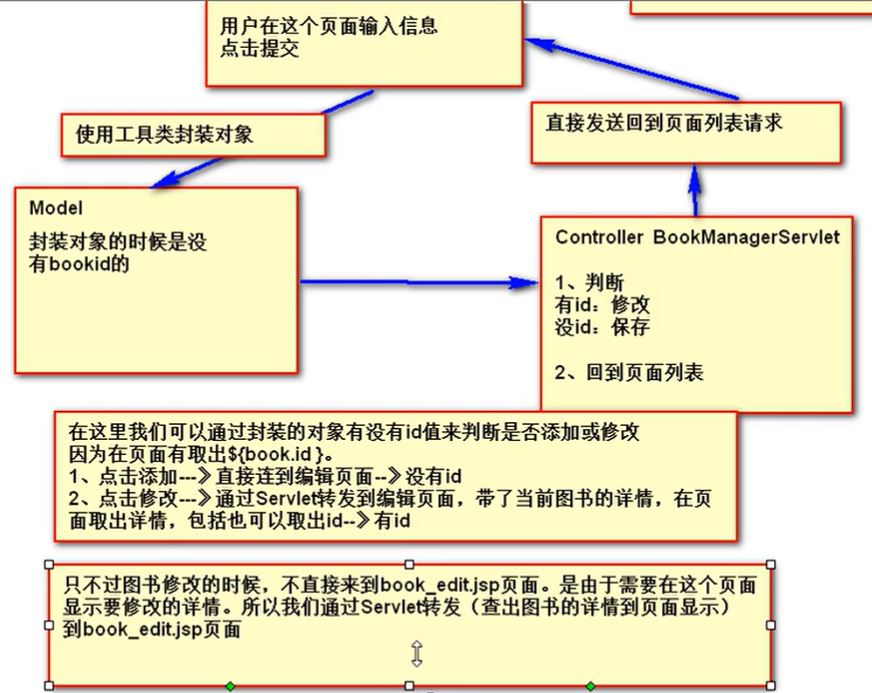 用户在这个页面输入信息
点击提交
使用工具类封装对象
直接发送回到页面列表请求
Model
封装对象的时候是没
有bookid的
Controller BookManagerServlet
1、判断
有id：修改
没id：保存
2、回到页面列表
在这里我们可以通过封装的对象有没有id值来判断是否添加或修改
因为在页面有取出${book.id }。
1、点击添加---》直接连到编辑页面--》没有id
2、点击修改---》通过Servlet转发到编辑页面，带了当前图书的详情，在页
面取出详情，包括也可以取出id--》有id
只不过图书修改的时候，不直接来到book_edit.jsp页面。是由于需要在这个页面
显示要修改的详情。所以我们通过Servlet转发（查出图书的详情到页面显示）
到book_edit.jsp页面